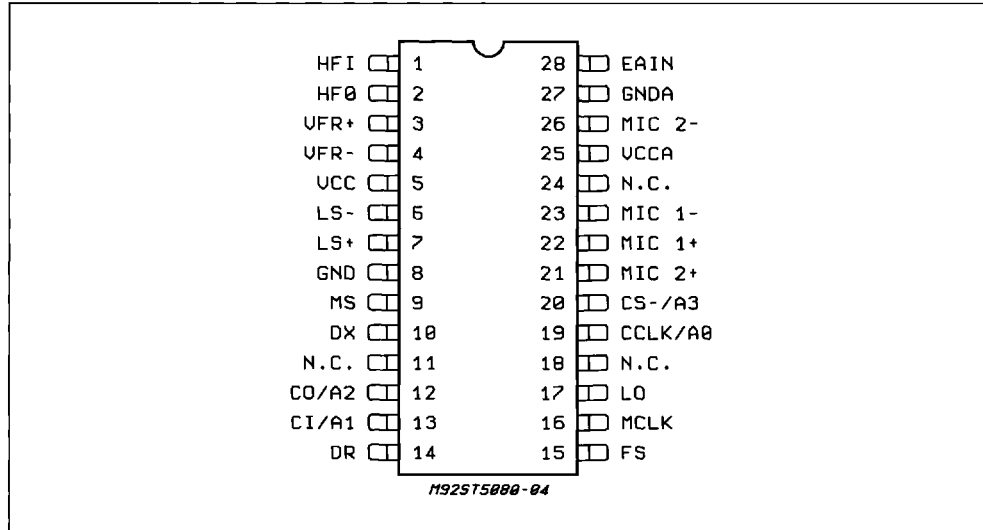 HFI 1 28 EAIN
HFO 2 27 GNDA
VFR+ 3 26 MIC 2-
VFR- 4 25 VCCA
VCC 5 24 N.C.
LS- 6 23 MIC 1-
LS+ 7 22 MIC 1+
GND 8 21 MIC 2+
MS 9 20 CS-/A3
DX 10 19 CCLK/A0
N.C. 11 18 N.C.
CO/A2 12 17 LO
CI/A1 13 16 MCLK
DR 14 15 FS
M92ST5080-04